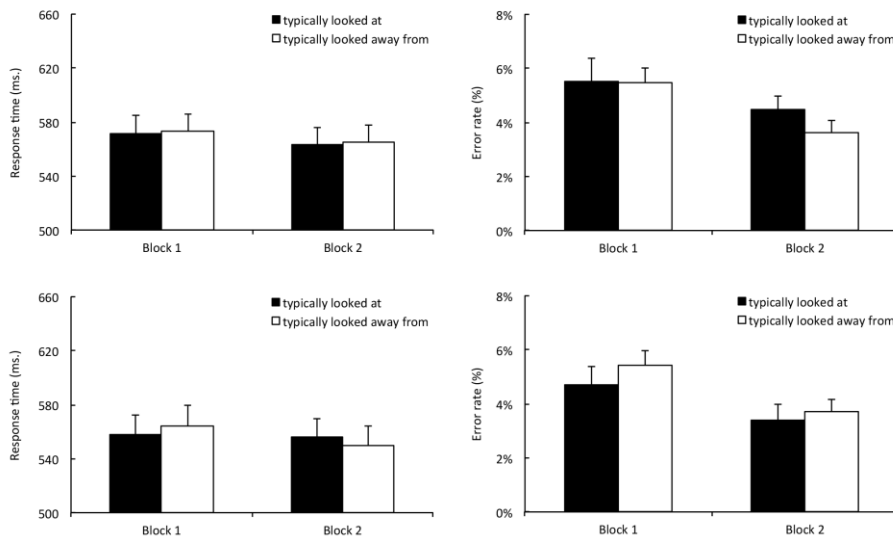 660
620
580
540
500
Response time (ms.)
■typically looked at
□typically looked away from
Block 1
Block 2
8%
6%
4%
2%
0%
Error rate (%)
■typically looked at
□typically looked away from
Block 1
Block 2
660
620
580
540
500
Response time (ms.)
■typically looked at
□typically looked away from
Block 1
Block 2
8%
6%
4%
2%
0%
Error rate (%)
■typically looked at
□typically looked away from
Block 1
Block 2